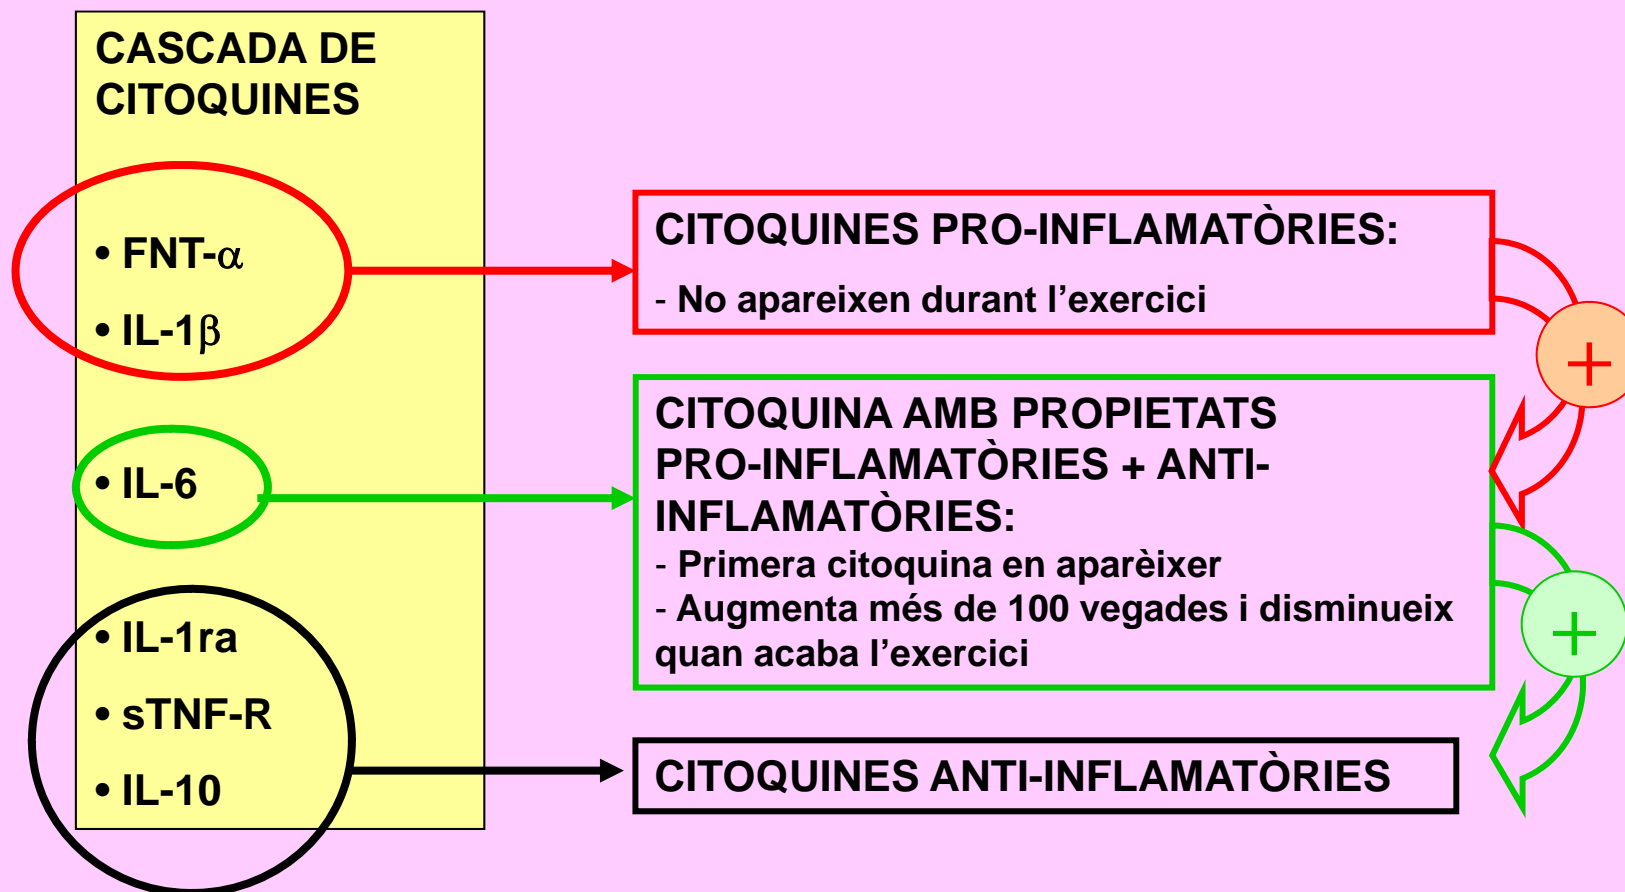 CASCADA DE
CITOQUINES
• FNT-α
• IL-1β
• IL-6
• IL-1ra
• sTNF-R
• IL-10
CITOQUINES PRO-INFLAMATÒRIES:
- No apareixen durant l’exercici
+
CITOQUINA AMB PROPIETATS
PRO-INFLAMATÒRIES + ANTI-
INFLAMATÒRIES:
- Primera citoquina en aparèixer
- Augmenta més de 100 vegades i disminueix
quan acaba l’exercici
+
CITOQUINES ANTI-INFLAMATÒRIES